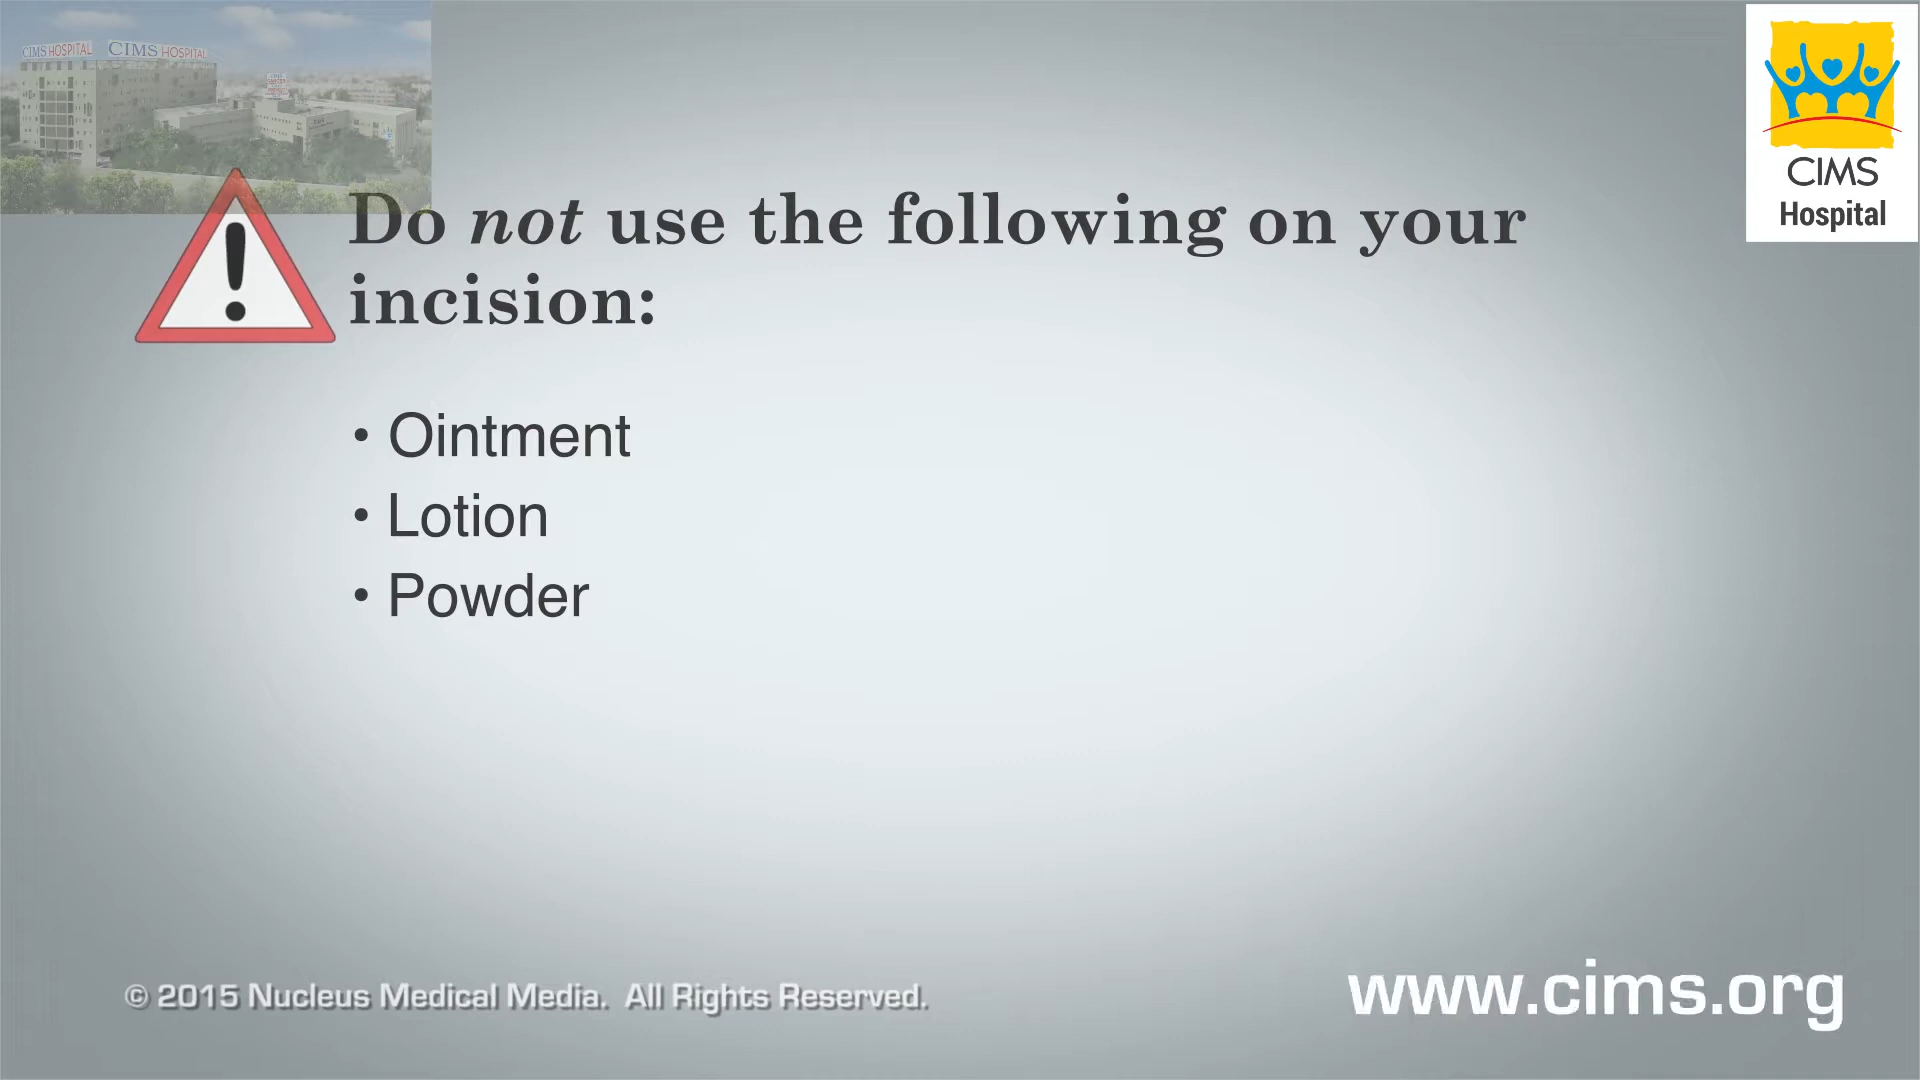 CIMS HOSPITAL CIMS HOSPITAL
CIMS
Hospital
Do not use the following on your
incision:
• Ointment
• Lotion
• Powder
© 2015 Nucleus Medical Media. All Rights Reserved.
www.cims.org